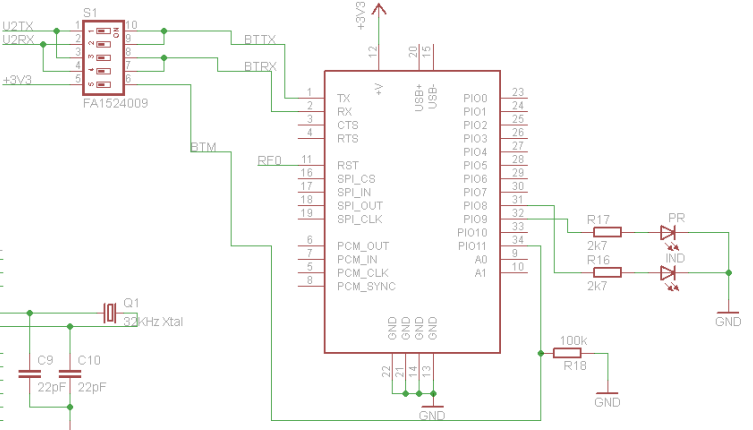 S1
U2TX
U2RX
+3V3
1
2
3
4
5
10
9
8
7
6
ON
1
2
3
4
5
FA1524009
BTTX
BTRX
BTM
RF0
+3V3
12
20
15
+V
USB+
USB-
1 TX
2 RX
3 CTS
4 RTS
11 RST
16 SPI_CS
17 SPI_IN
18 SPI_OUT
19 SPI_CLK
6 PCM_OUT
7 PCM_IN
5 PCM_CLK
8 PCM_SYNC
PIO0 23
PIO1 24
PIO2 25
PIO3 26
PIO4 27
PIO5 28
PIO6 29
PIO7 30
PIO8 31
PIO9 32
PIO10 33
PIO11 34
A0 9
A1 10
GND
GND
GND
GND
22
21
14
13
GND
R17
2k7
PR
R16
2k7
IND
GND
100k
R18
GND
Q1
32KHz Xtal
C9
22pF
C10
22pF